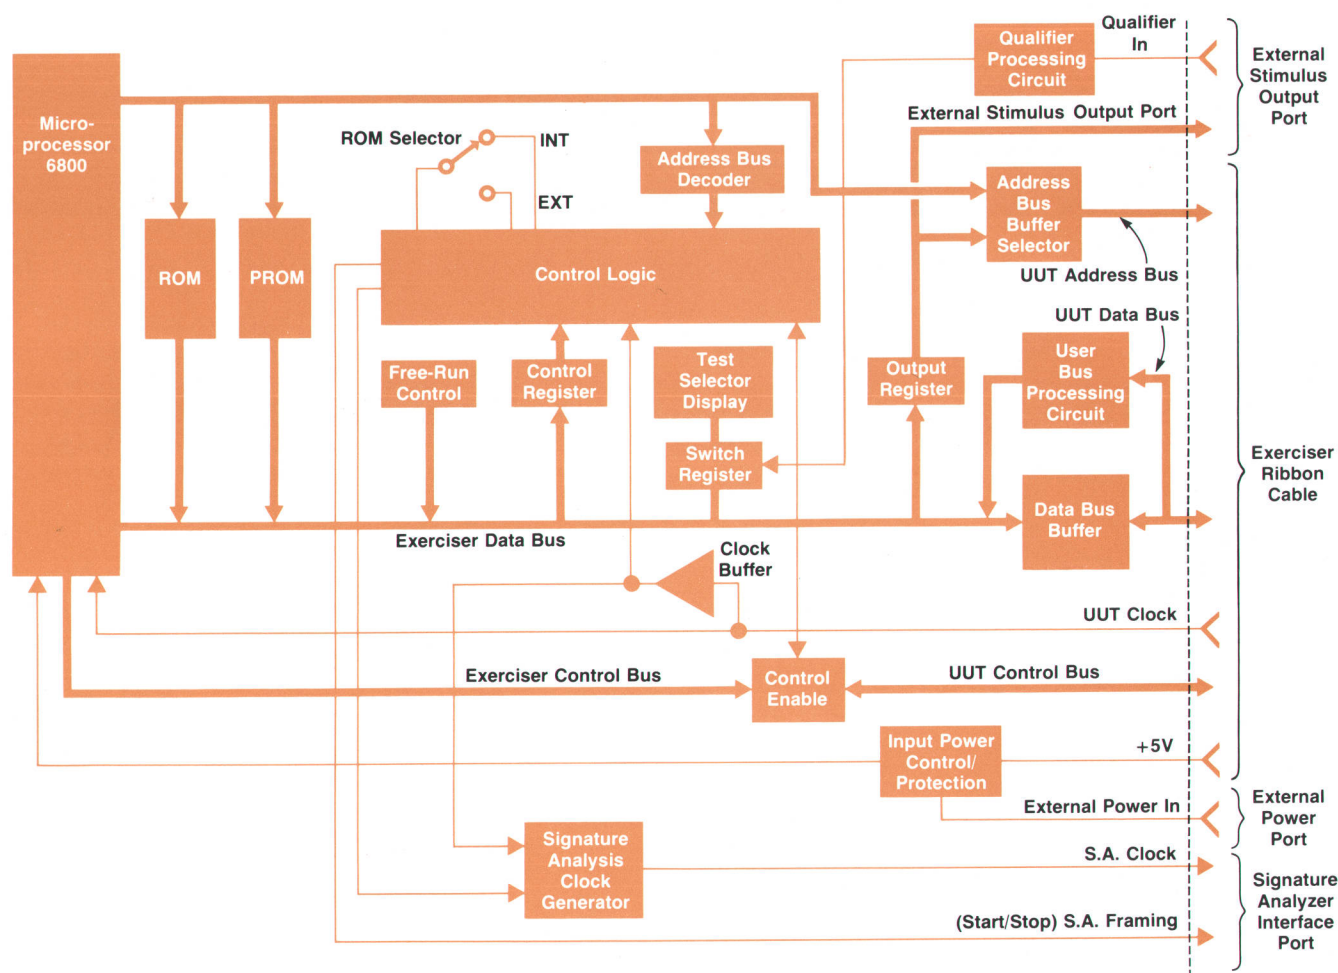 Qualifier
In
Qualifier
Processing
Circuit
External
Stimulus
Output
Port
Micro-
processor
6800
ROM Selector
INT
EXT
External Stimulus Output Port
Address Bus
Decoder
Address
Bus
Buffer
Selector
UUT Address Bus
ROM
PROM
Control Logic
UUT Data Bus
Free-Run
Control
Control
Register
Test
Selector
Display
Output
Register
User
Bus
Processing
Circuit
Switch
Register
Exerciser
Ribbon
Cable
Data Bus
Buffer
Exerciser Data Bus
Clock
Buffer
UUT Clock
Exerciser Control Bus
Control
Enable
UUT Control Bus
Input Power
Control/
Protection
+5V
External Power In
External
Power
Port
Signature
Analysis
Clock
Generator
S.A. Clock
(Start/Stop) S.A. Framing
Signature
Analyzer
Interface
Port